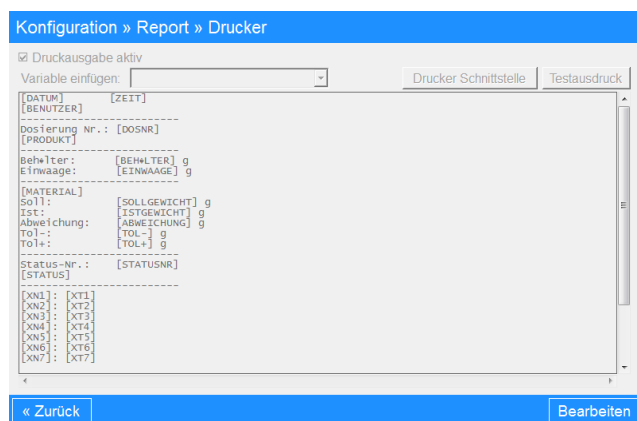 Konfiguration » Report » Drucker
Druckausgabe aktiv
Variable einfügen:
Drucker Schnittstelle
Testausdruck
[DATUM] [ZEIT]
[BENUTZER]
------------------------
Dosierung Nr.: [DOSNR]
[PRODUKT]
------------------------
Beh♦lter: [BEH♦LTER] g
Einwaage: [EINWAAGE] g
------------------------
[MATERIAL]
Soll: [SOLLGEWICHT] g
Ist: [ISTGEWICHT] g
Abweichung: [ABWEICHUNG] g
Tol-: [TOL-] g
Tol+: [TOL+] g
------------------------
Status-Nr.: [STATUSNR]
[STATUS]
------------------------
[XN1]: [XT1]
[XN2]: [XT2]
[XN3]: [XT3]
[XN4]: [XT4]
[XN5]: [XT5]
[XN6]: [XT6]
[XN7]: [XT7]
« Zurück
Bearbeiten